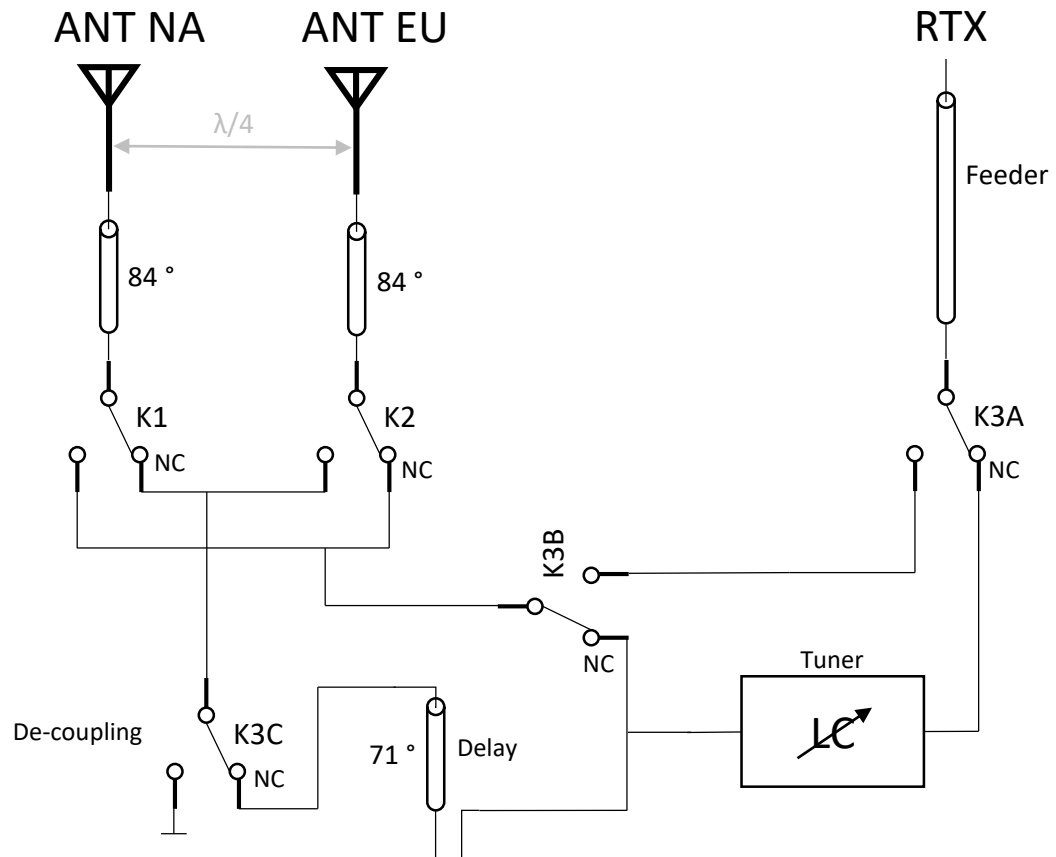 ANT NA
ANT EU
RTX
λ/4
Feeder
84 °
84 °
K1
K2
K3A
NC
NC
NC
K3B
NC
Tuner
LC
De-coupling
K3C
NC
71 °
Delay